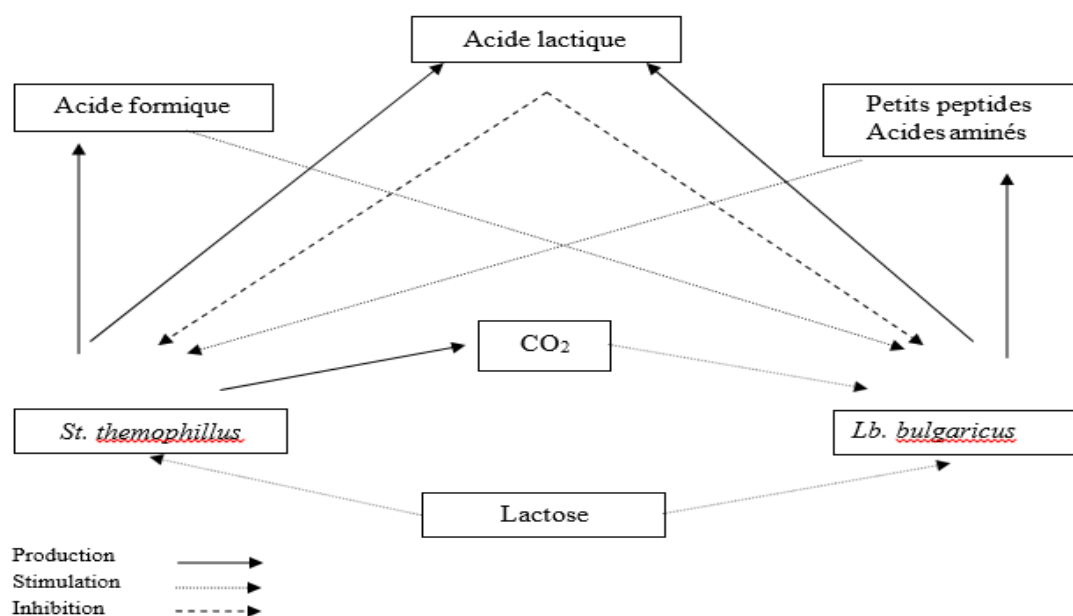 Acide lactique
Acide formique
Petits peptides
Acides aminés
CO₂
St. themophillus
Lb. bulgaricus
Lactose
Production
Stimulation
Inhibition